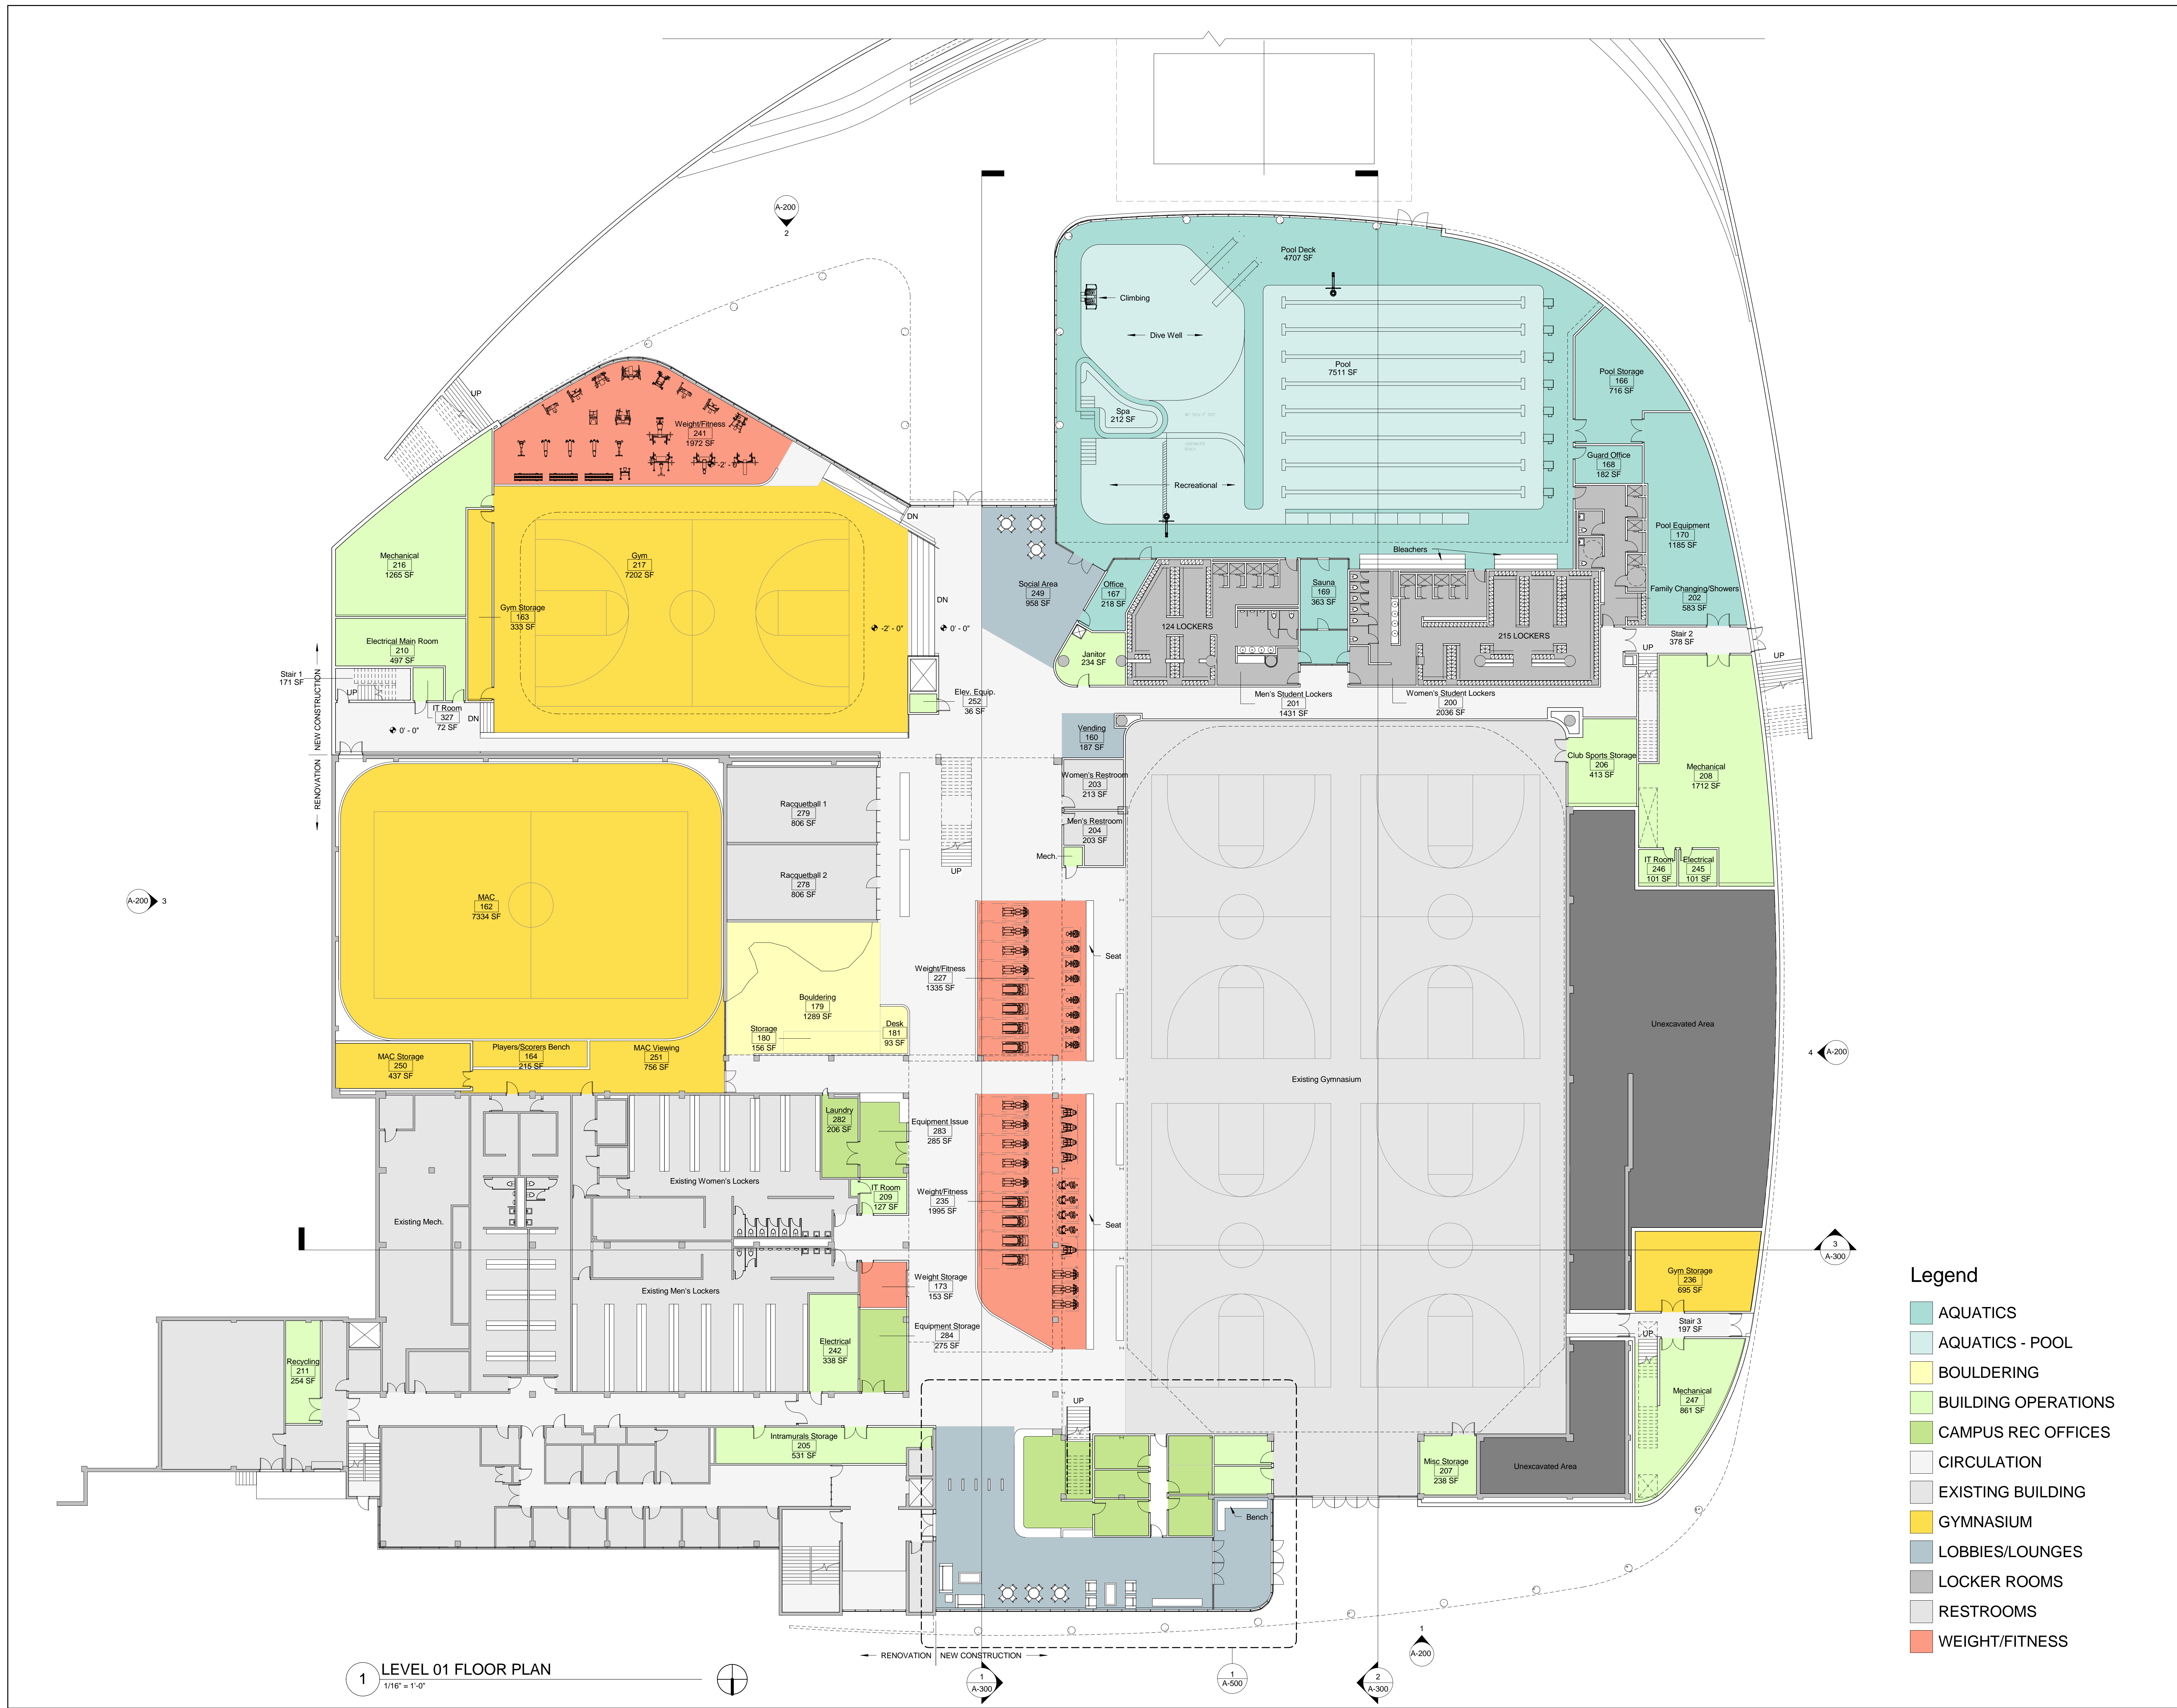 A-200
2
Pool Deck
4707 SF
Climbing
Dive Well
Pool
7511 SF
Pool Storage
166
716 SF
UP
Spa
212 SF
Weight/Fitness
241
1972 SF
-2' - 0"
Guard Office
168
182 SF
Recreational
DN
Pool Equipment
170
1185 SF
Mechanical
216
1265 SF
Gym
217
7202 SF
Bleachers
Social Area
249
958 SF
Office
167
218 SF
Sauna
169
363 SF
Family Changing/Showers
202
583 SF
Gym Storage
163
333 SF
DN
-2' - 0"
0' - 0"
124 LOCKERS
215 LOCKERS
Stair 2
378 SF
UP
UP
Electrical Main Room
210
497 SF
Janitor
234 SF
Stair 1
171 SF
UP
NEW CONSTRUCTION
RENOVATION
IT Room
327
72 SF
DN
0' - 0"
Elev. Equip.
252
36 SF
Men's Student Lockers
201
1431 SF
Women's Student Lockers
200
2036 SF
Vending
160
187 SF
Club Sports Storage
206
413 SF
Mechanical
208
1712 SF
Women's Restroom
203
213 SF
Racquetball 1
279
806 SF
Men's Restroom
204
203 SF
Mech.
UP
Racquetball 2
278
806 SF
IT Room
246
101 SF
Electrical
245
101 SF
A-200
3
MAC
162
7334 SF
Seat
Weight/Fitness
227
1335 SF
Bouldering
179
1289 SF
Storage
180
156 SF
Desk
181
93 SF
Unexcavated Area
MAC Storage
250
437 SF
Players/Scorers Bench
164
215 SF
MAC Viewing
251
756 SF
4
A-200
Existing Gymnasium
Laundry
282
206 SF
Equipment Issue
283
285 SF
Existing Women's Lockers
IT Room
209
127 SF
Weight/Fitness
235
1995 SF
Existing Mech.
Seat
3
A-300
Weight Storage
173
153 SF
Existing Men's Lockers
Gym Storage
236
695 SF
Equipment Storage
284
275 SF
Electrical
242
338 SF
Stair 3
197 SF
UP
Recycling
211
254 SF
Mechanical
247
861 SF
UP
Intramurals Storage
205
531 SF
Misc Storage
207
238 SF
Unexcavated Area
Bench
Legend
AQUATICS
AQUATICS - POOL
BOULDERING
BUILDING OPERATIONS
CAMPUS REC OFFICES
CIRCULATION
EXISTING BUILDING
GYMNASIUM
LOBBIES/LOUNGES
LOCKER ROOMS
RESTROOMS
WEIGHT/FITNESS
1
A-200
RENOVATION
NEW CONSTRUCTION
1
A-300
1
A-500
2
A-300
1
LEVEL 01 FLOOR PLAN
1/16" = 1'-0"